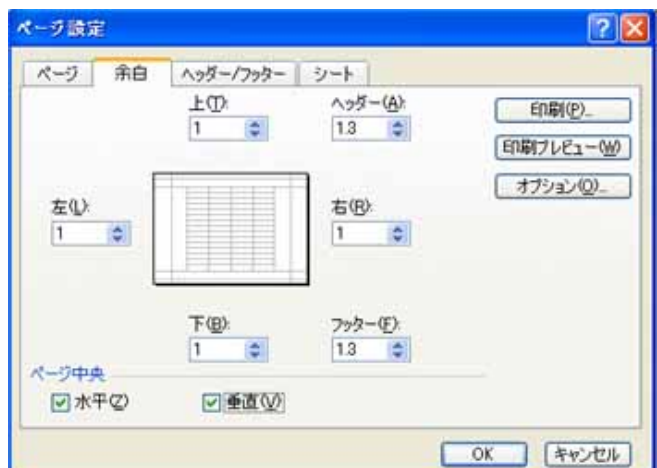 ページ設定
ページ 余白 ヘッダー/フッター シート
上(T): ヘッダー(A): 印刷(P)...
1 1.3 印刷プレビュー(W)
左(L): 右(R): オプション(O)...
1 1
下(B): フッター(F):
1 1.3
ページ中央
水平(Z) 垂直(V)
OK キャンセル